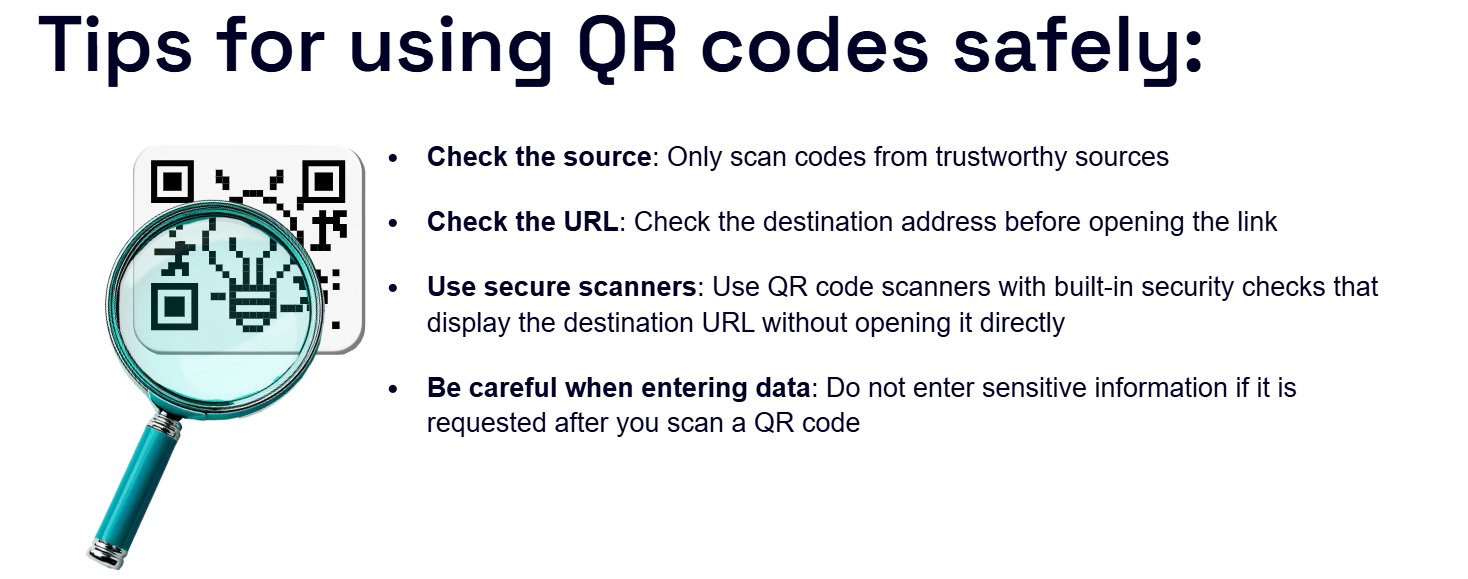 Tips for using QR codes safely:
• Check the source: Only scan codes from trustworthy sources
• Check the URL: Check the destination address before opening the link
• Use secure scanners: Use QR code scanners with built-in security checks that
display the destination URL without opening it directly
• Be careful when entering data: Do not enter sensitive information if it is
requested after you scan a QR code